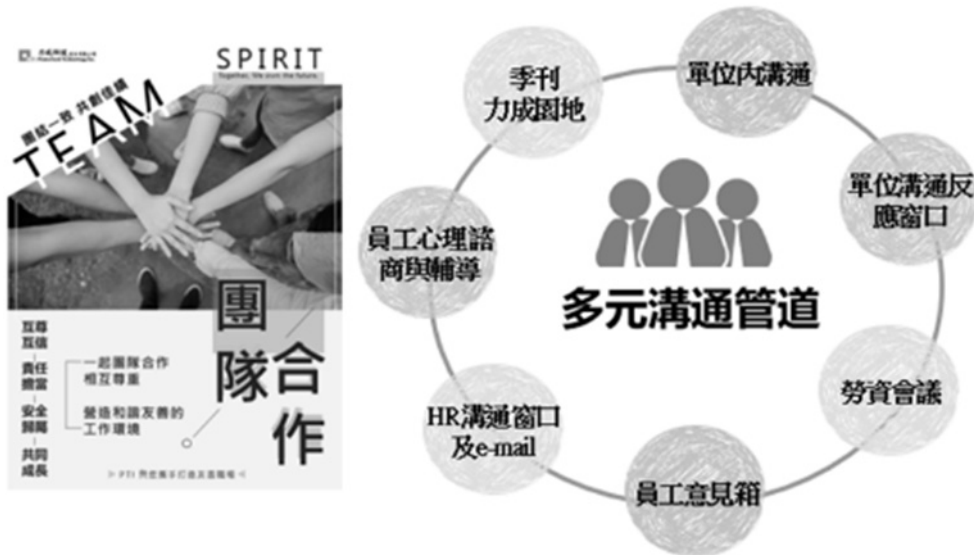 力成科技
SPIRIT
Together, We own the future.
團結一致 共創佳績
TEAM
團隊
合作
互尊
互信
責任
擔當
安全
歸屬
共同
成長
一起團隊合作
相互尊重
營造和諧友善的
工作環境
季刊
力成園地
單位內溝通
單位溝通反
應窗口
員工心理諮
商與輔導
多元溝通管道
勞資會議
HR溝通窗口
及e-mail
員工意見箱